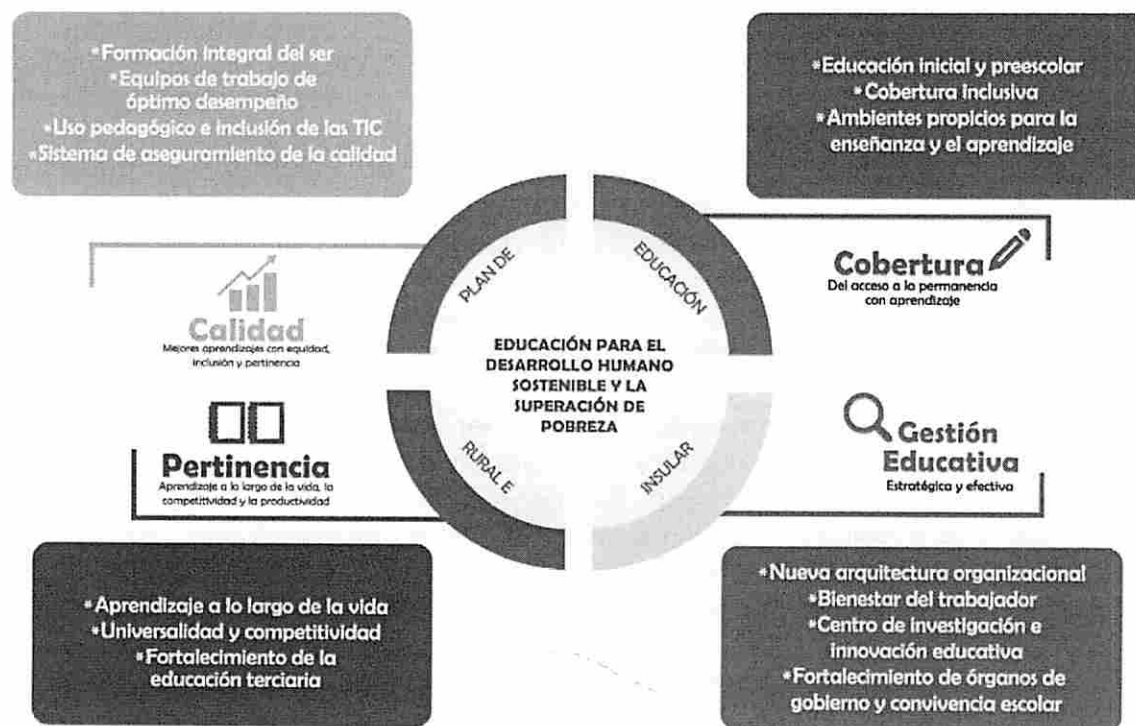 *Formación integral del ser
*Equipos de trabajo de
óptimo desempeño
*Uso pedagógico e inclusión de las TIC
*Sistema de aseguramiento de la calidad
*Educación inicial y preescolar
*Cobertura inclusiva
*Ambientes propicios para la
enseñanza y el aprendizaje
Calidad
Mejores aprendizajes con equidad,
inclusión y pertinencia
Cobertura
Del acceso a la permanencia
con aprendizaje
PLAN DE
EDUCACIÓN
EDUCACIÓN PARA EL
DESARROLLO HUMANO
SOSTENIBLE Y LA
SUPERACIÓN DE
POBREZA
RURAL E
INSULAR
Pertinencia
Aprendizaje a lo largo de la vida, la
competitividad y la productividad
Gestión
Educativa
Estratégica y efectiva
*Aprendizaje a lo largo de la vida
*Universalidad y competitividad
*Fortalecimiento de la
educación terciaria
*Nueva arquitectura organizacional
*Bienestar del trabajador
*Centro de investigación e
innovación educativa
*Fortalecimiento de órganos de
gobierno y convivencia escolar